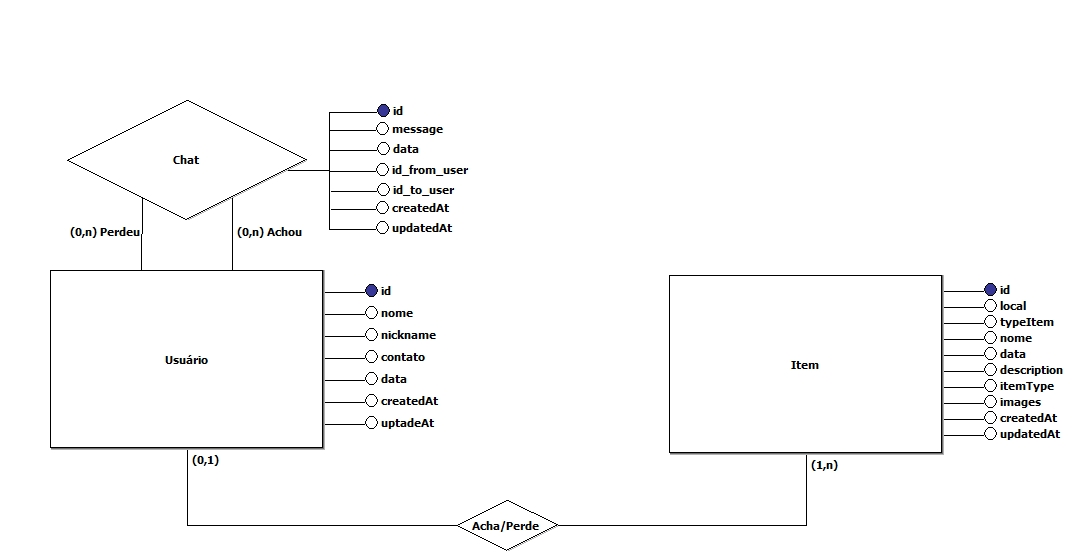 Chat
id
message
data
id_from_user
id_to_user
createdAt
updatedAt
(0,n) Perdeu
(0,n) Achou
Usuário
id
nome
nickname
contato
data
createdAt
uptadeAt
(0,1)
Item
id
local
typeItem
nome
data
description
itemType
images
createdAt
updatedAt
(1,n)
Acha/Perde